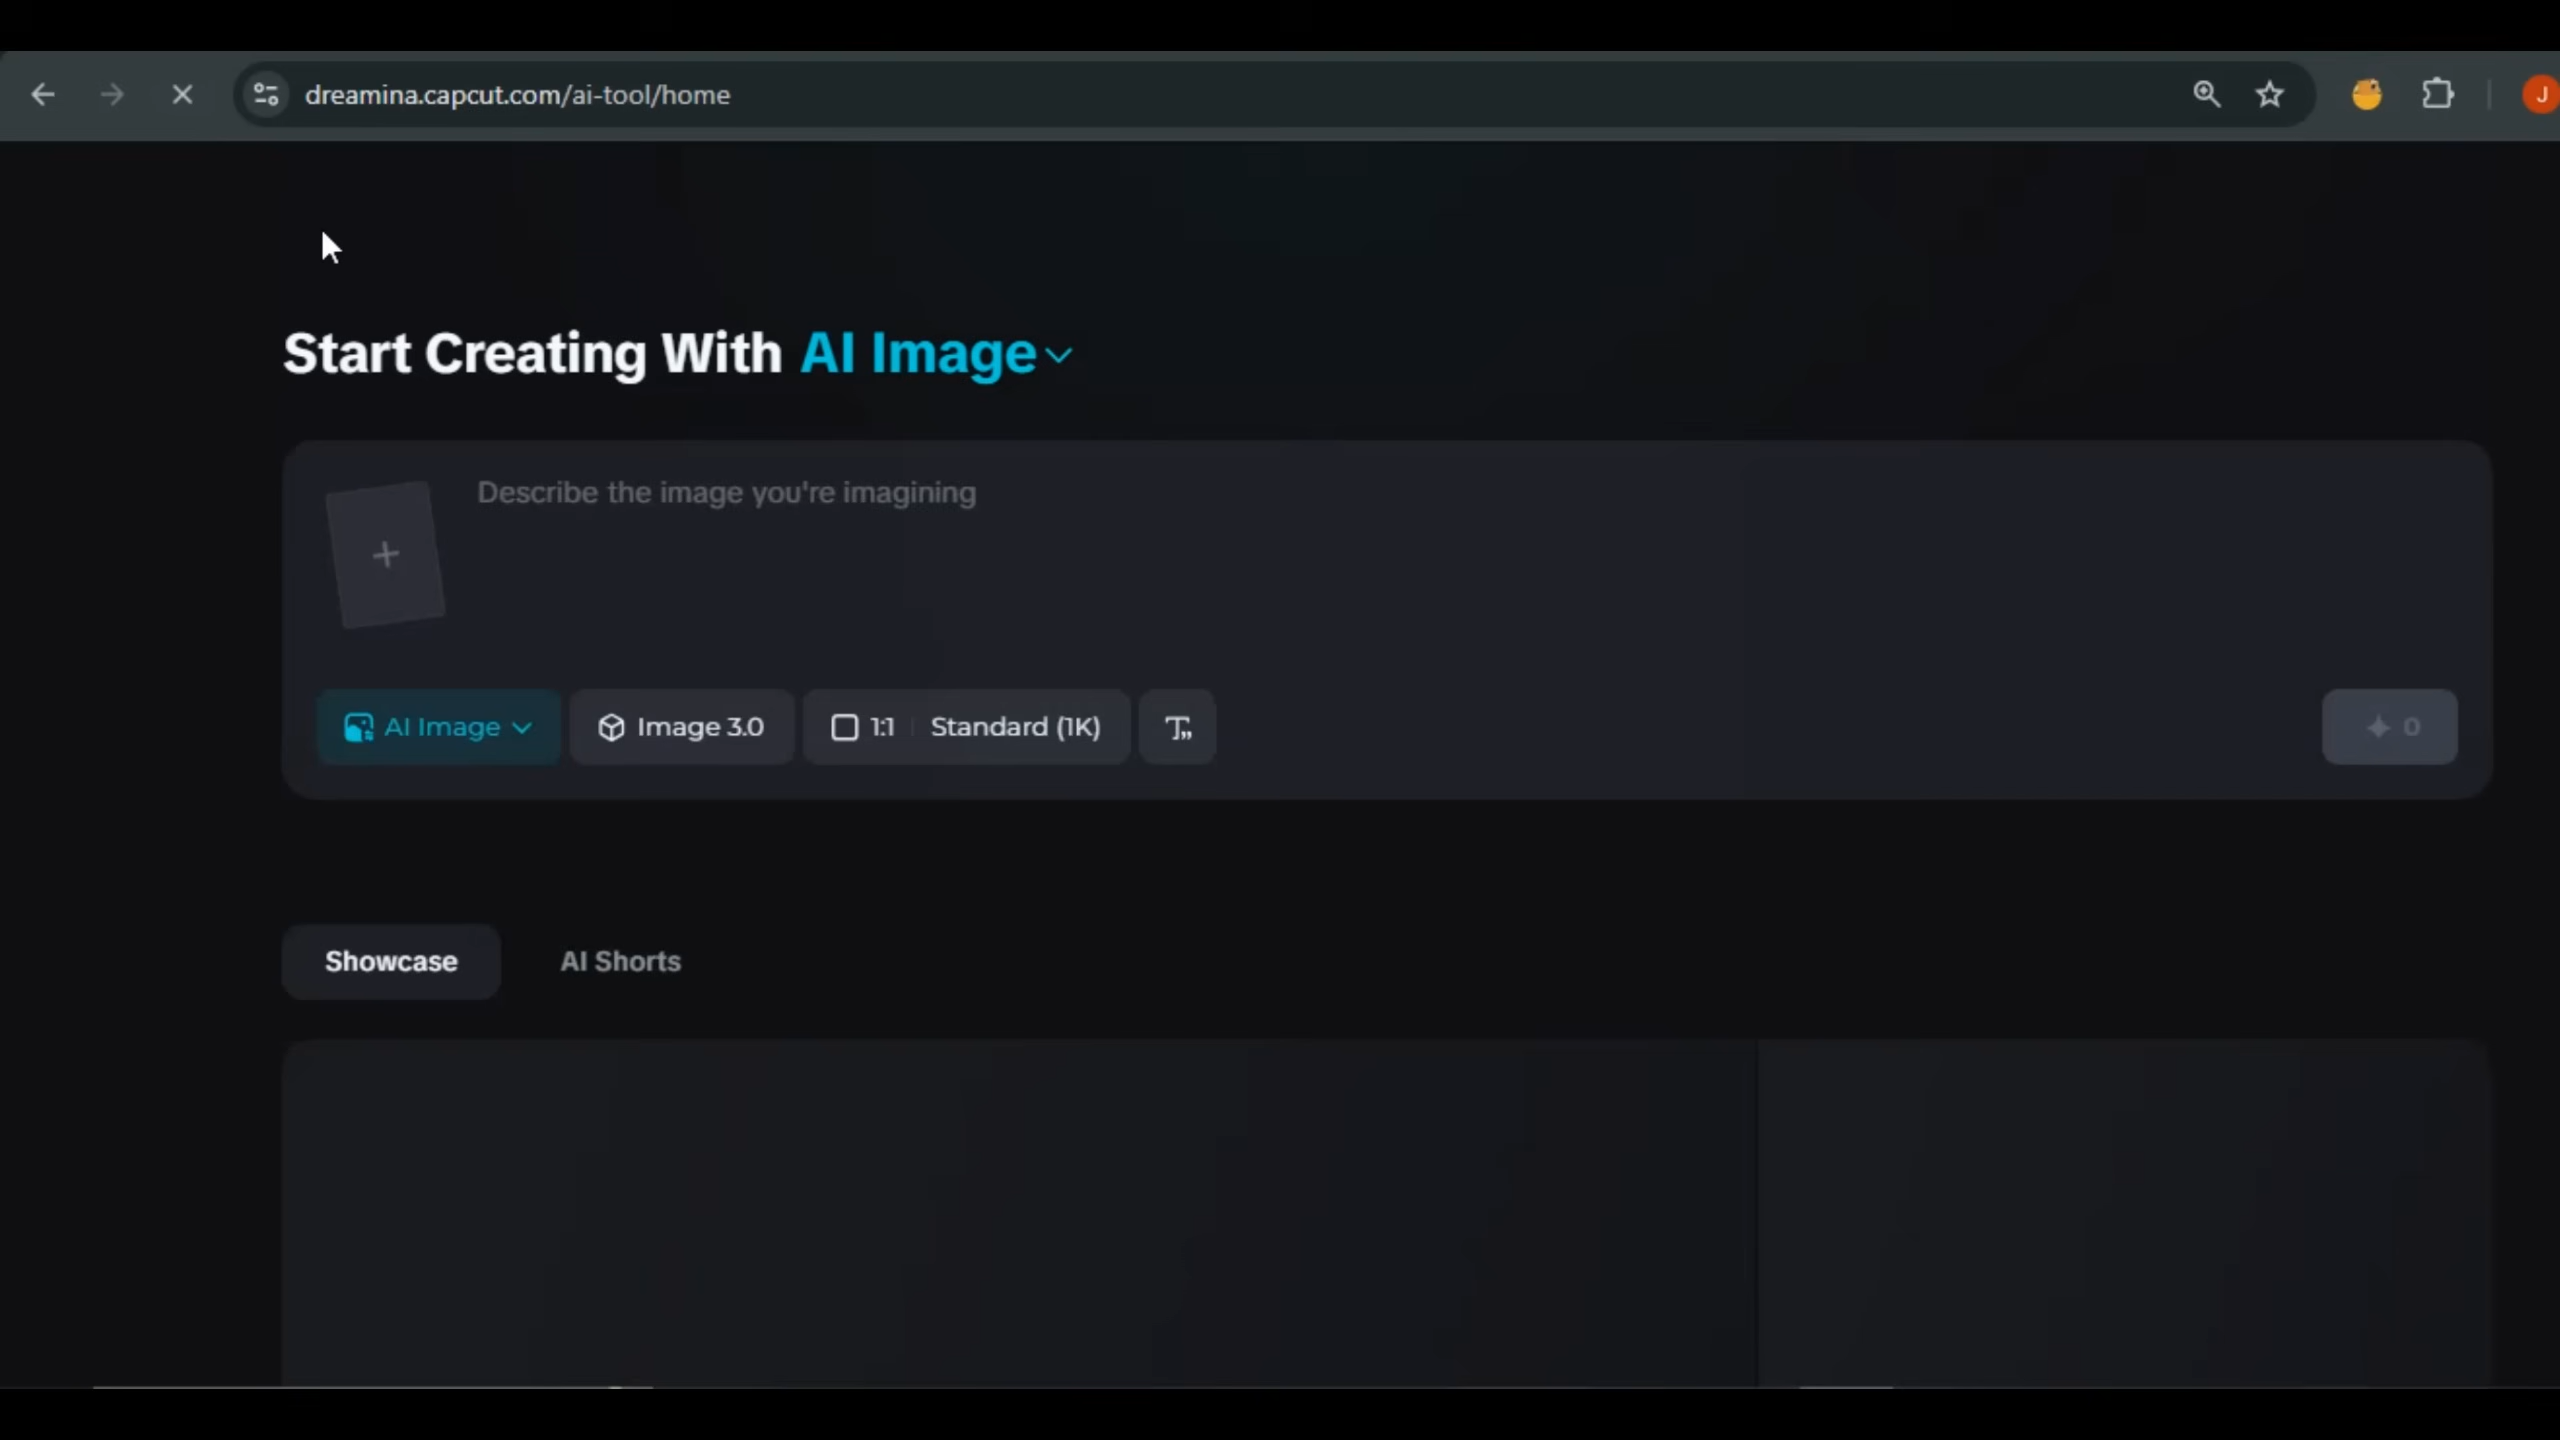 dreamina.capcut.com/ai-tool/home
J
Start Creating With AI Image
Describe the image you're imagining
AI Image
Image 3.0
1:1
Standard (1K)
0
Showcase
AI Shorts